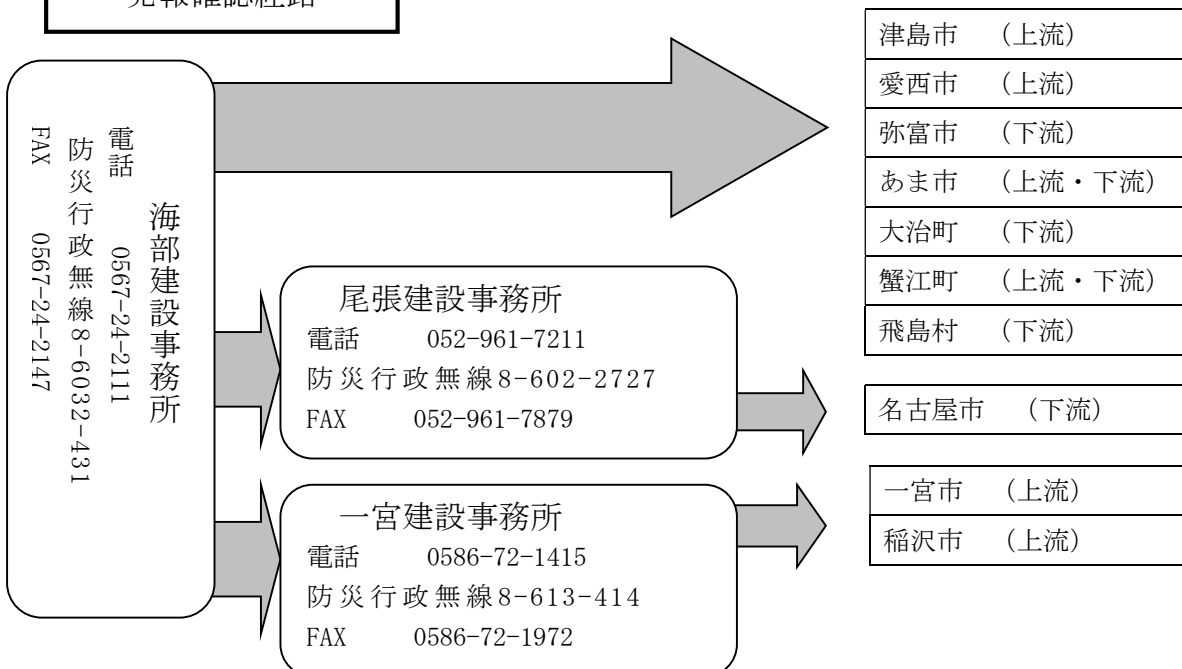 発報確認経路
海部建設事務所
電話　0567-24-2111
防災行政無線8-6032-431
FAX　0567-24-2147
尾張建設事務所
電話　052-961-7211
防災行政無線8-602-2727
FAX　052-961-7879
一宮建設事務所
電話　0586-72-1415
防災行政無線8-613-414
FAX　0586-72-1972
津島市　（上流）
愛西市　（上流）
弥富市　（下流）
あま市　（上流・下流）
大治町　（下流）
蟹江町　（上流・下流）
飛島村　（下流）
名古屋市　（下流）
一宮市　（上流）
稲沢市　（上流）